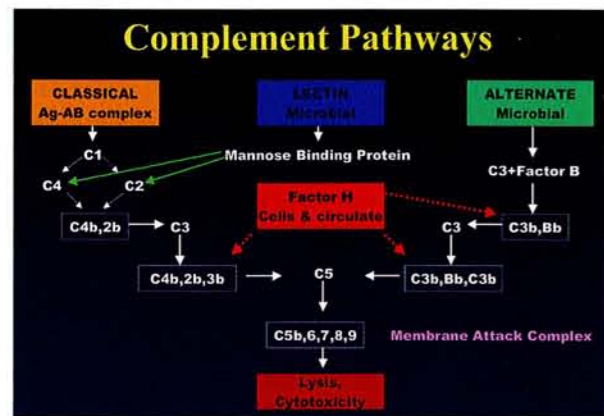 Complement Pathways
CLASSICAL
Ag-AB complex
LECTIN
Microbial
ALTERNATE
Microbial
C1
Mannose Binding Protein
C3+Factor B
C4
C2
Factor H
Cells & circulate
C4b,2b
C3
C3
C3b,Bb
C4b,2b,3b
C5
C3b,Bb,C3b
C5b,6,7,8,9
Membrane Attack Complex
Lysis,
Cytotoxicity